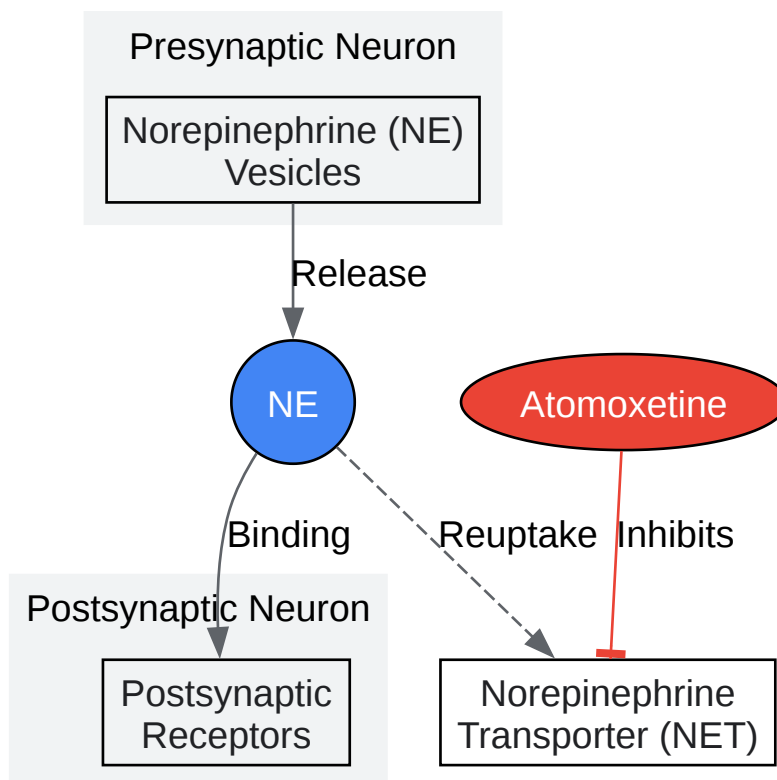 Presynaptic Neuron
Norepinephrine (NE)
Vesicles
Release
NE
Atomoxetine
Binding
Reuptake
Inhibits
Postsynaptic Neuron
Postsynaptic
Receptors
Norepinephrine
Transporter (NET)